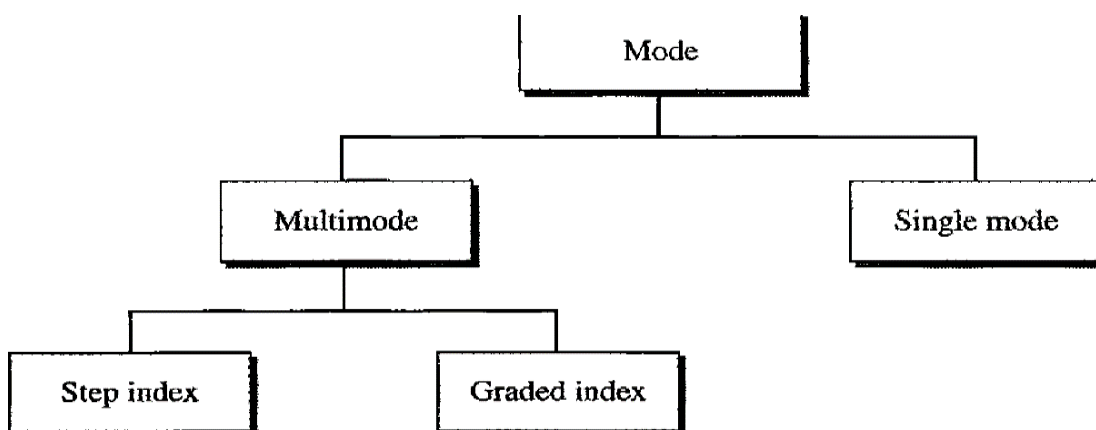 Mode
Multimode
Single mode
Step index
Graded index